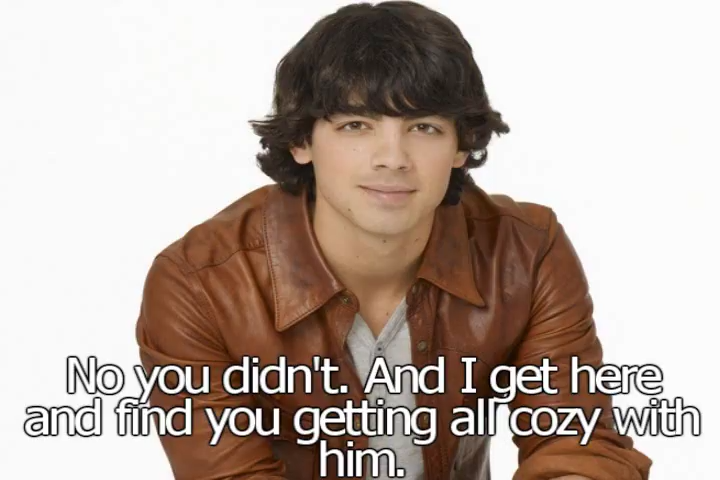 No you didn't. And I get here
and find you getting all cozy with
him.